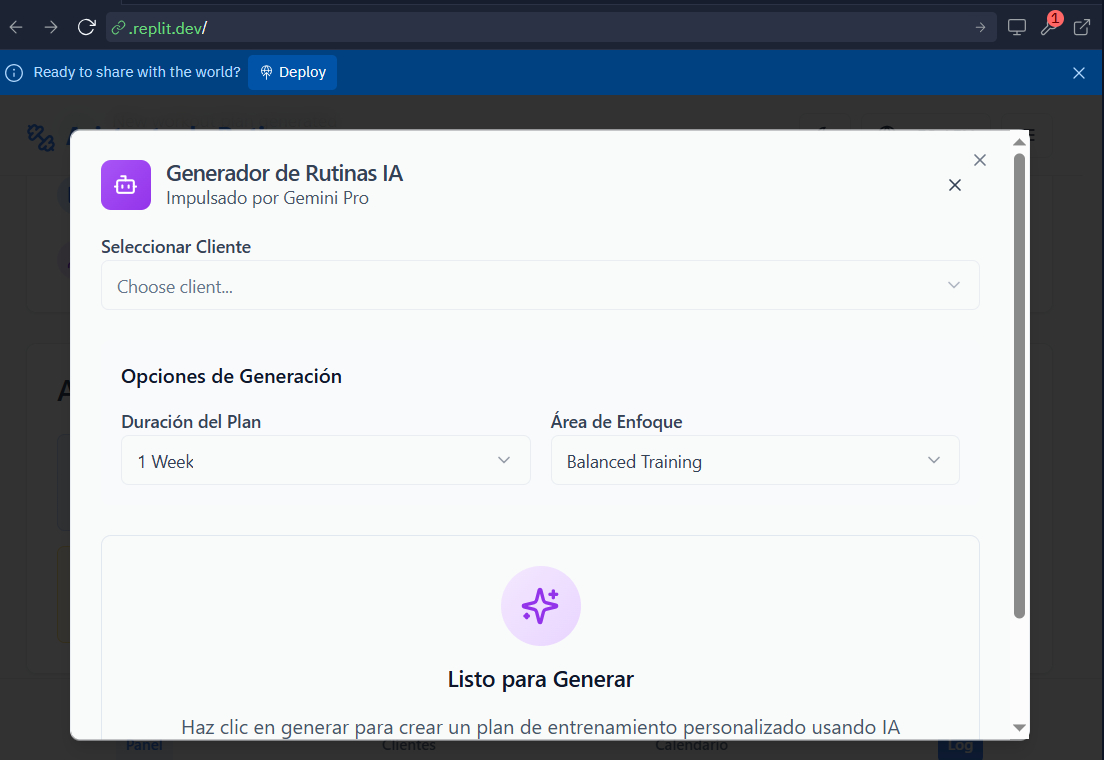 .replit.dev/
1
Ready to share with the world?
Deploy
Generador de Rutinas IA
Impulsado por Gemini Pro
Seleccionar Cliente
Choose client...
Opciones de Generación
Duración del Plan
Área de Enfoque
1 Week
Balanced Training
Listo para Generar
Haz clic en generar para crear un plan de entrenamiento personalizado usando IA
Panel
Clientes
Calendario
Log